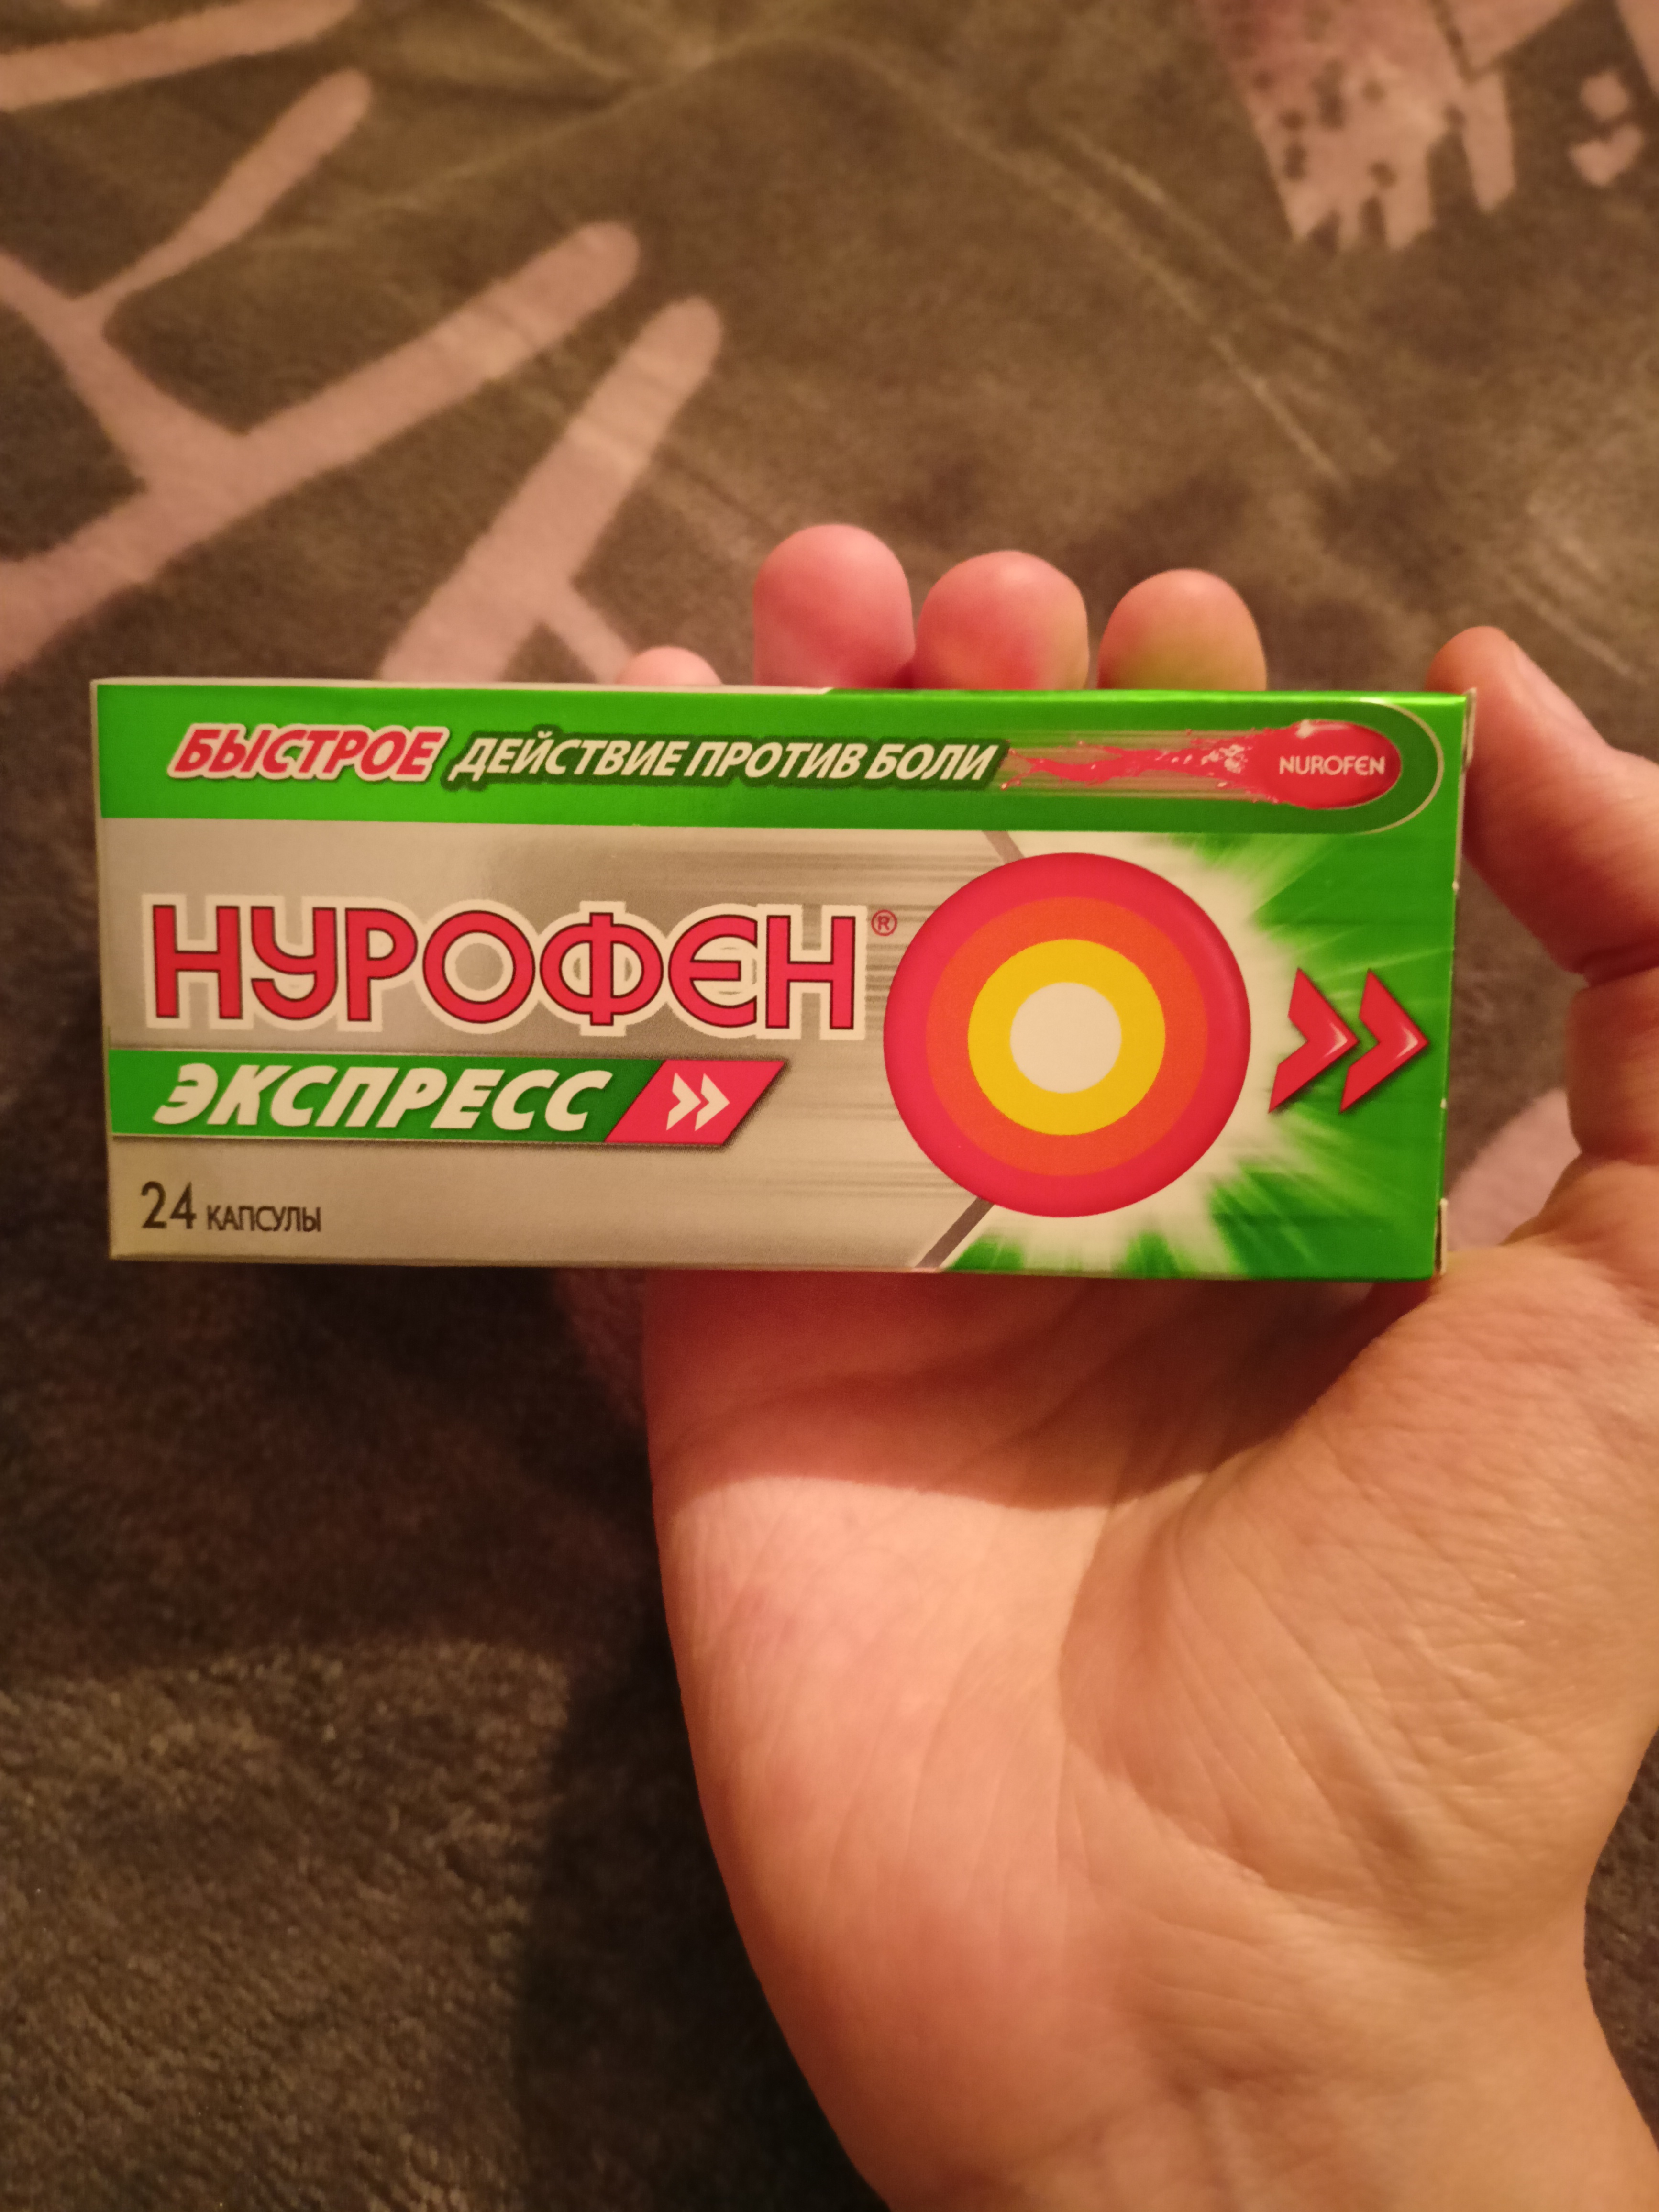 БЫСТРОЕ ДЕЙСТВИЕ ПРОТИВ БОЛИ NUROFEN
НУРОФЕН®
ЭКСПРЕСС
24 КАПСУЛЫ